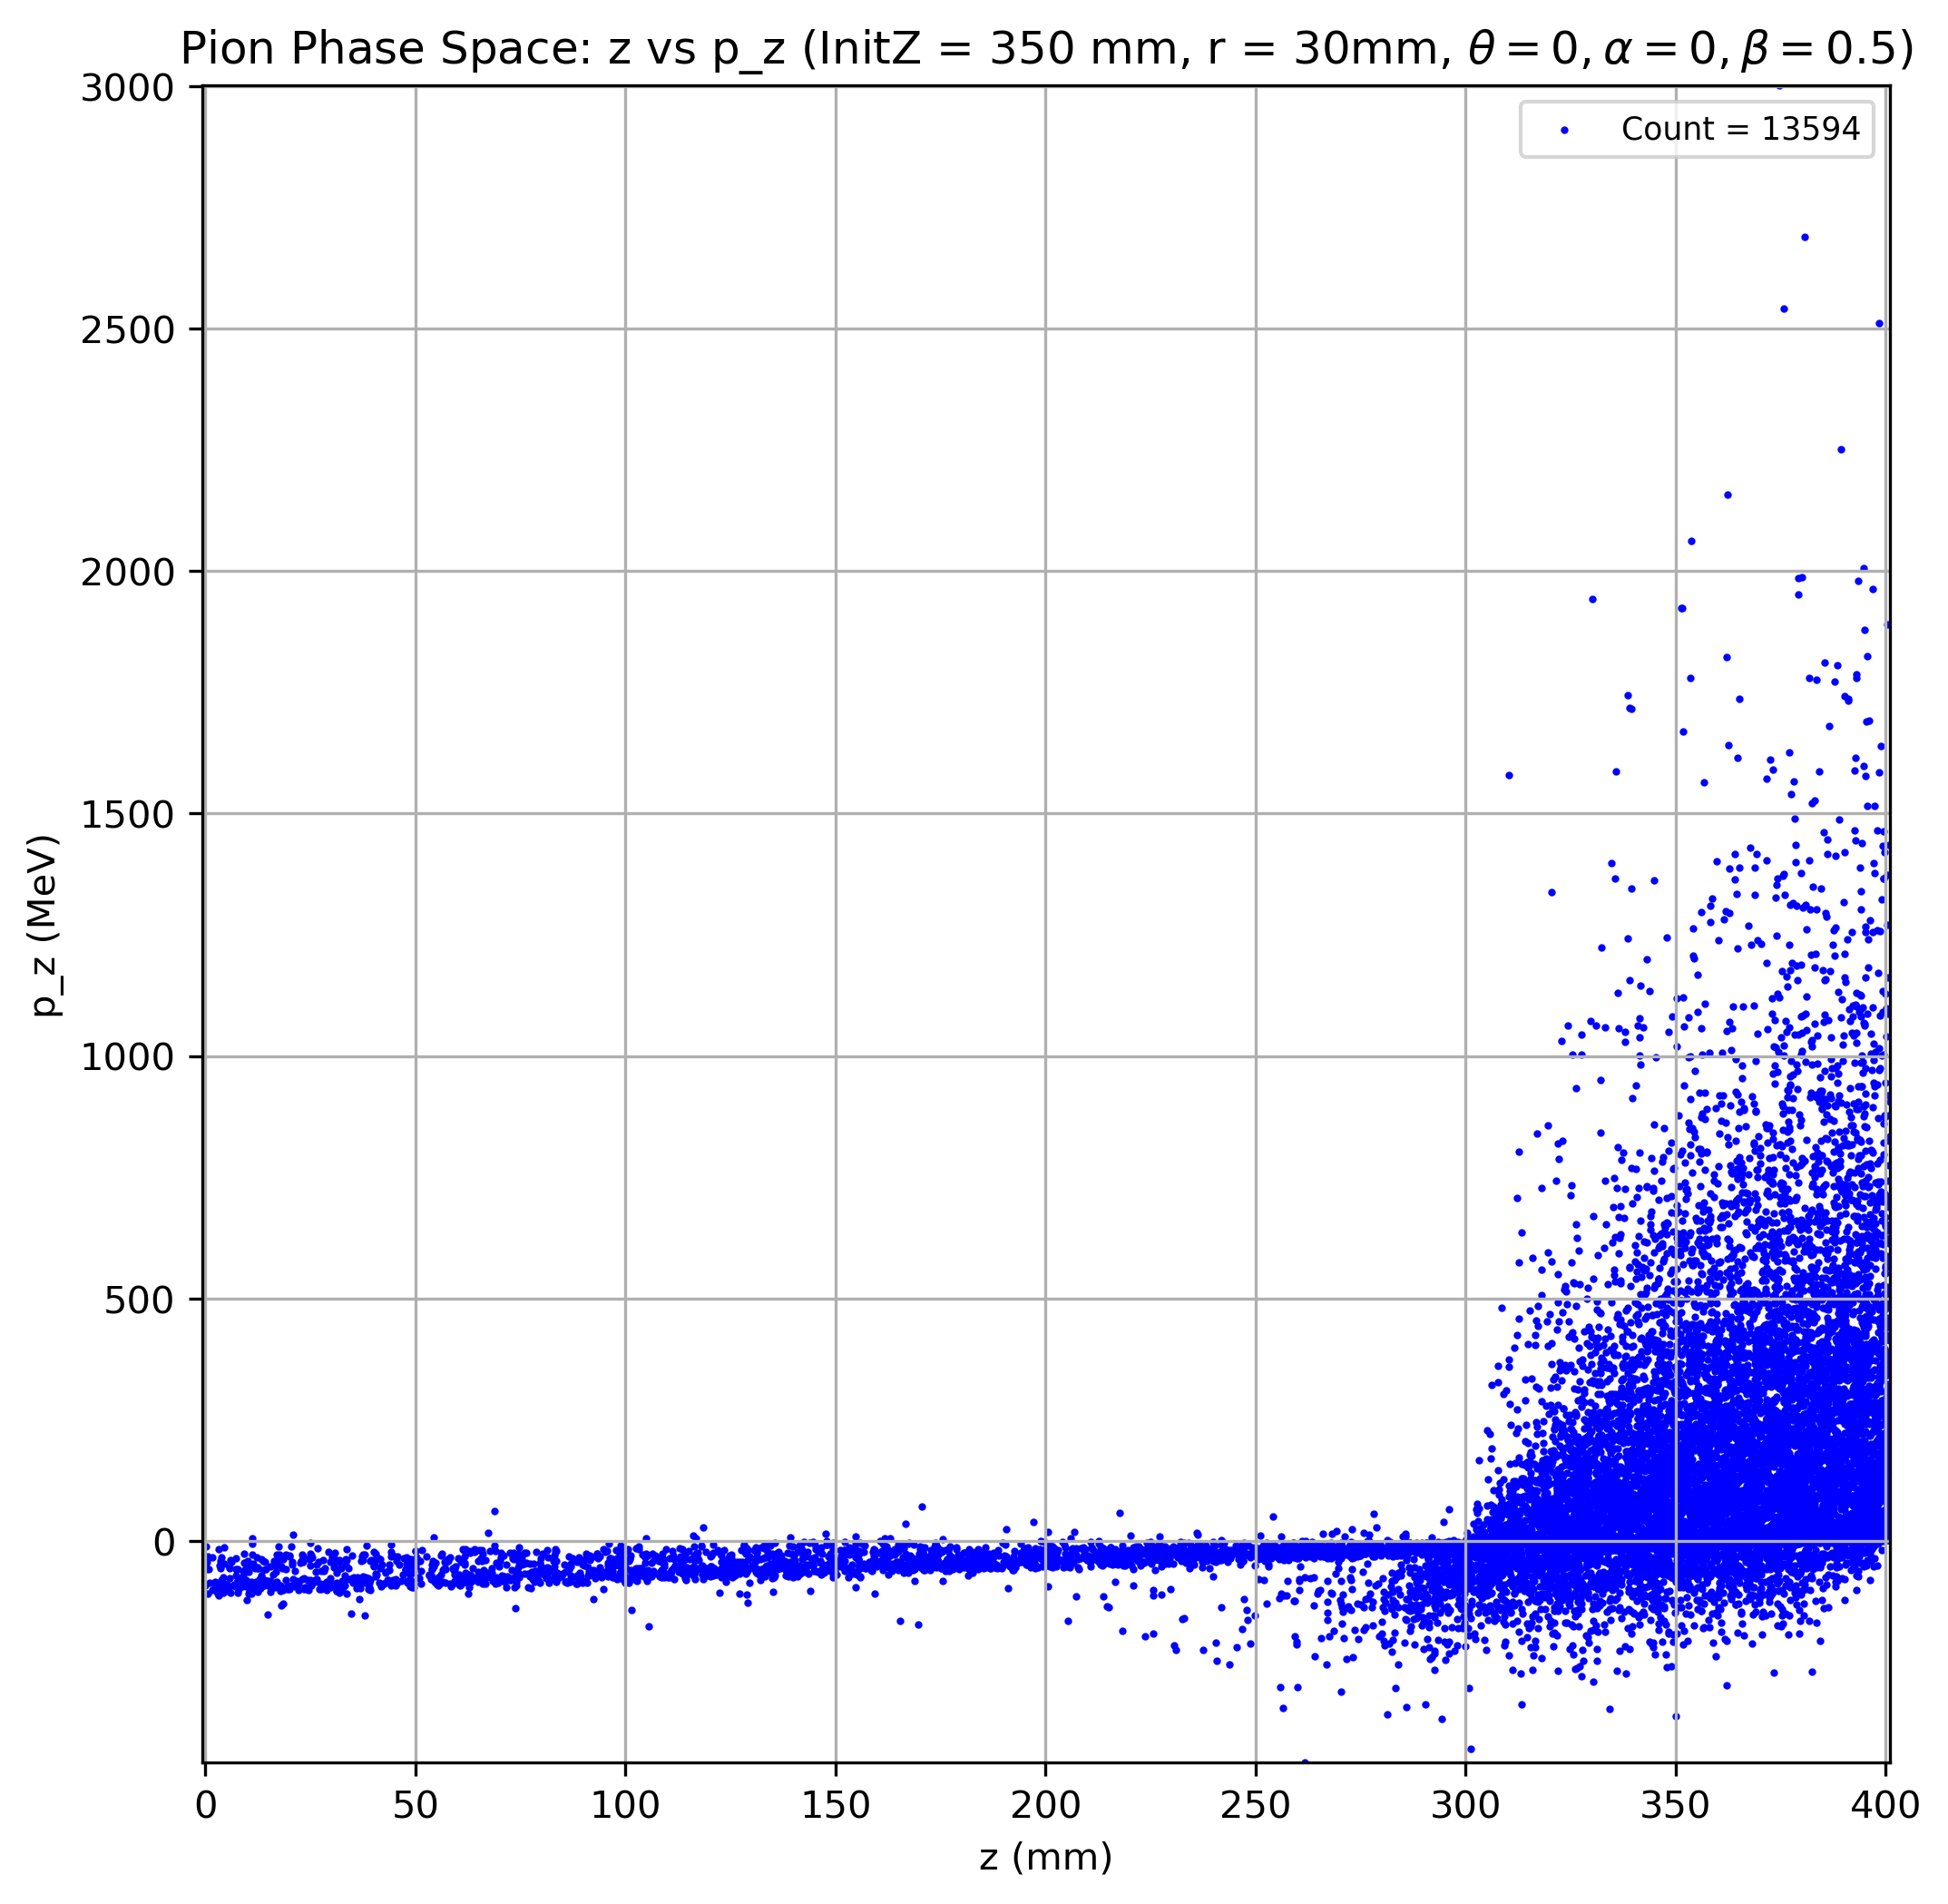 Pion Phase Space: z vs p_z (InitZ = 350 mm, r = 30mm, θ = 0, α = 0, β = 0.5)
Count = 13594
3000
2500
2000
1500
1000
500
0
p_z (MeV)
0 50 100 150 200 250 300 350 400
z (mm)